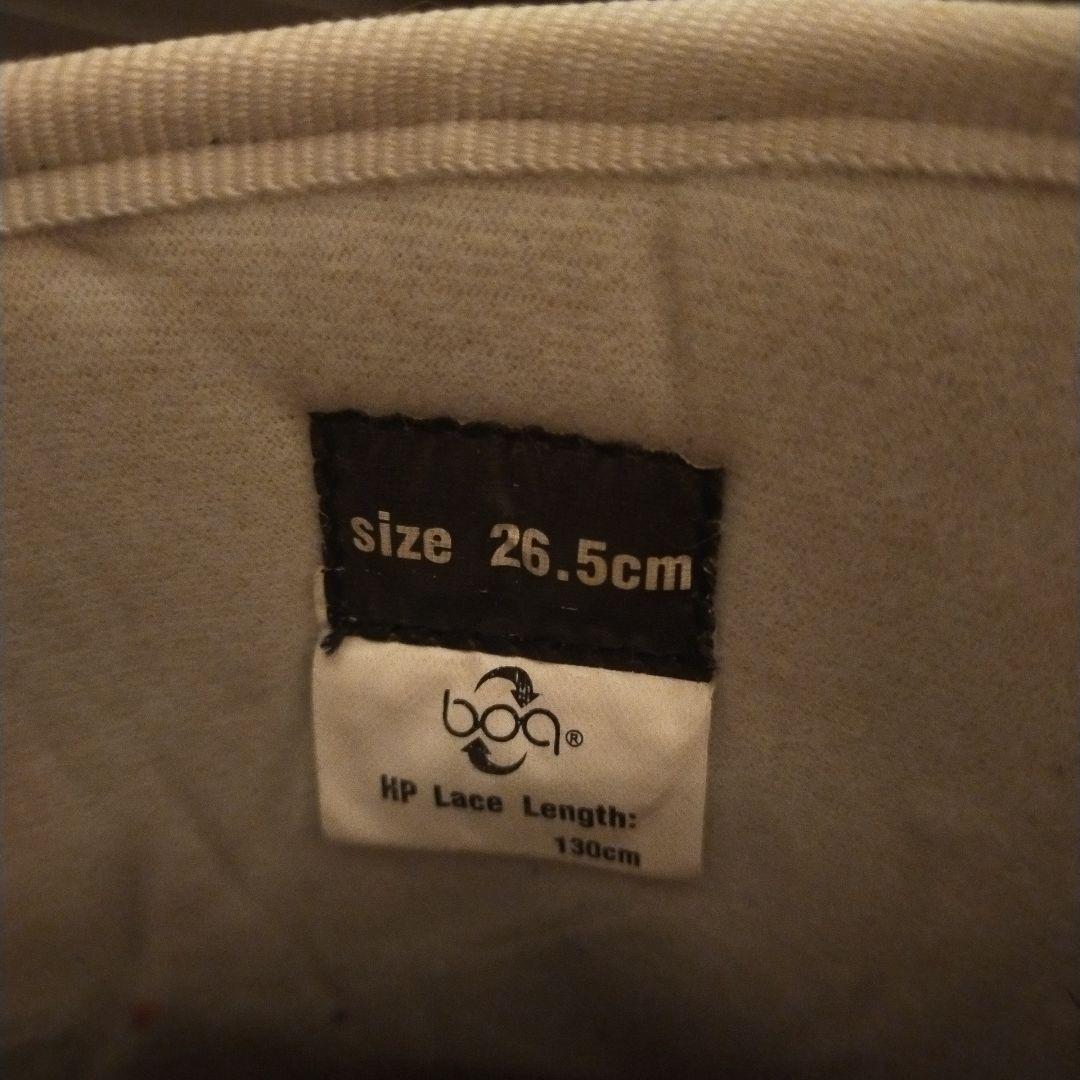 size 26.5cm
boa®
HP Lace Length:
130cm